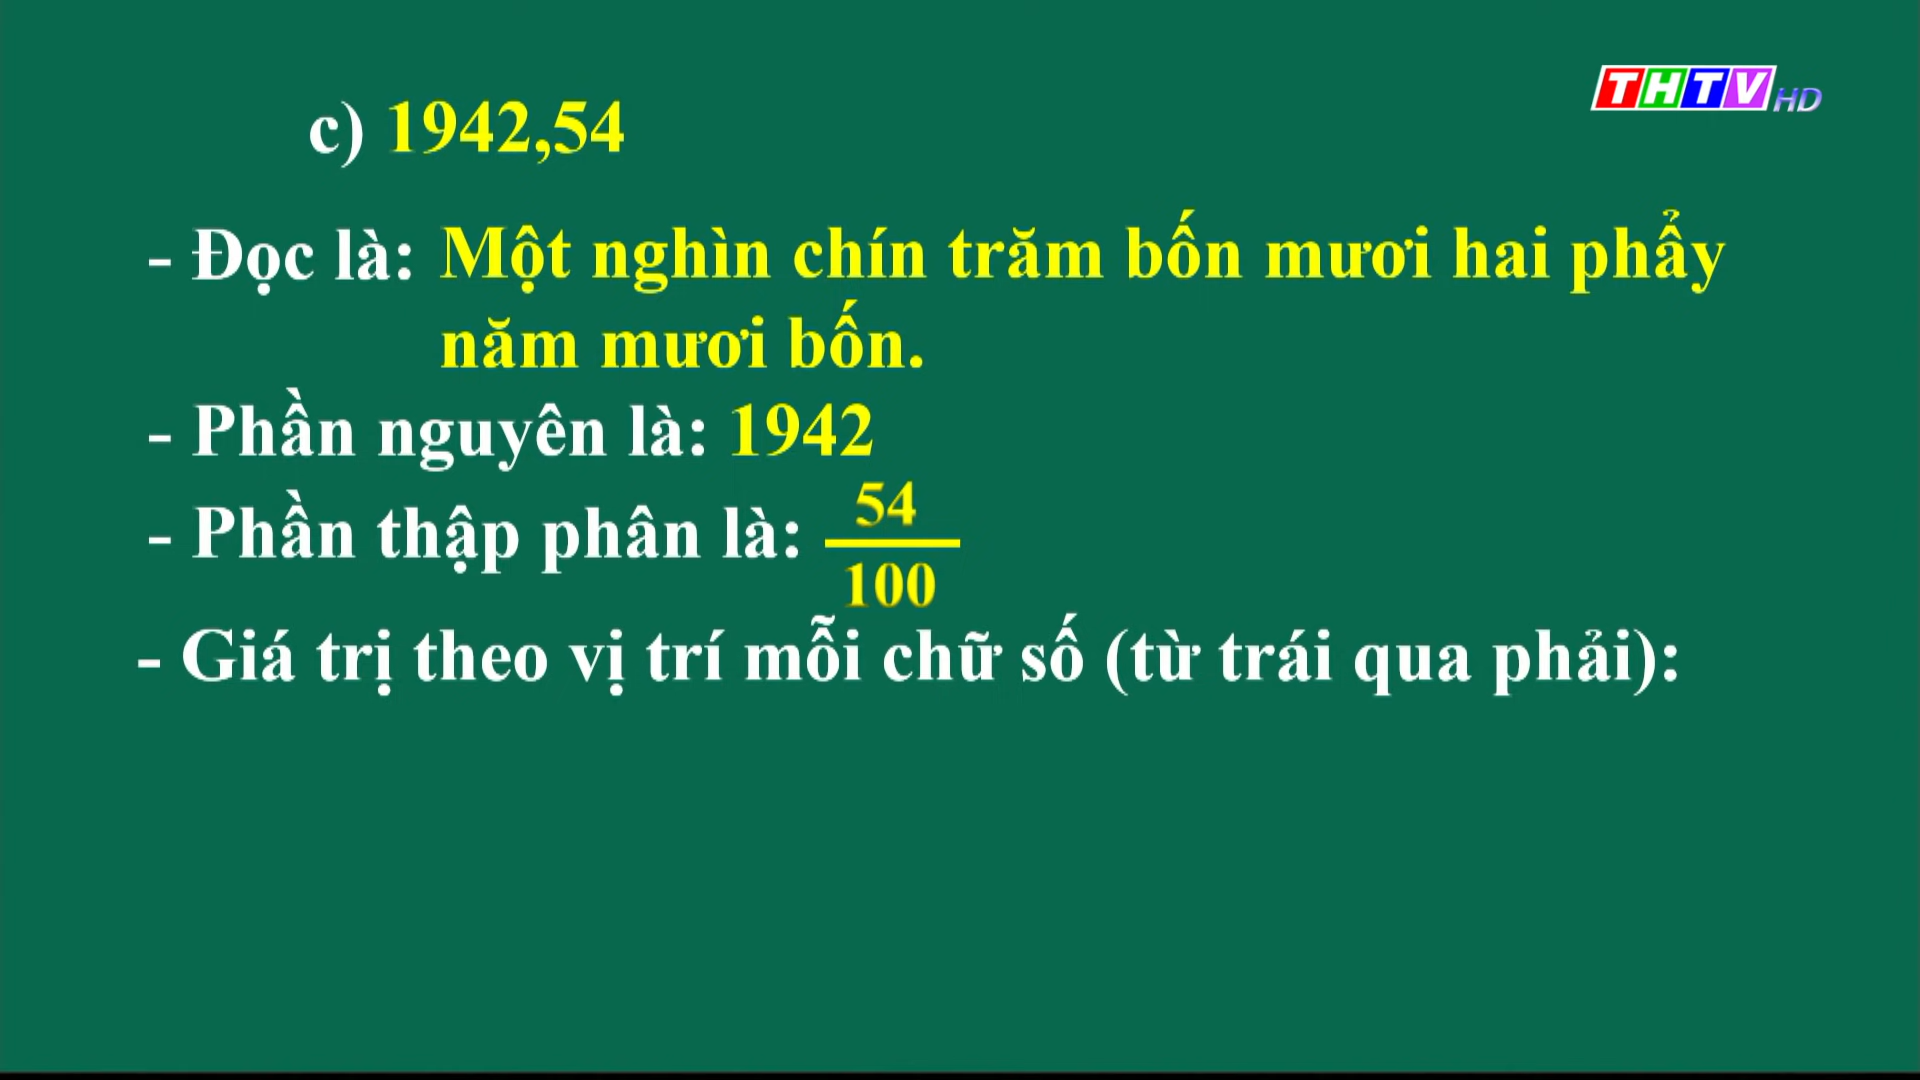 THTV HD
c) 1942,54
- Đọc là: Một nghìn chín trăm bốn mươi hai phẩy
năm mươi bốn.
- Phần nguyên là: 1942
- Phần thập phân là: 54/100
- Giá trị theo vị trí mỗi chữ số (từ trái qua phải):